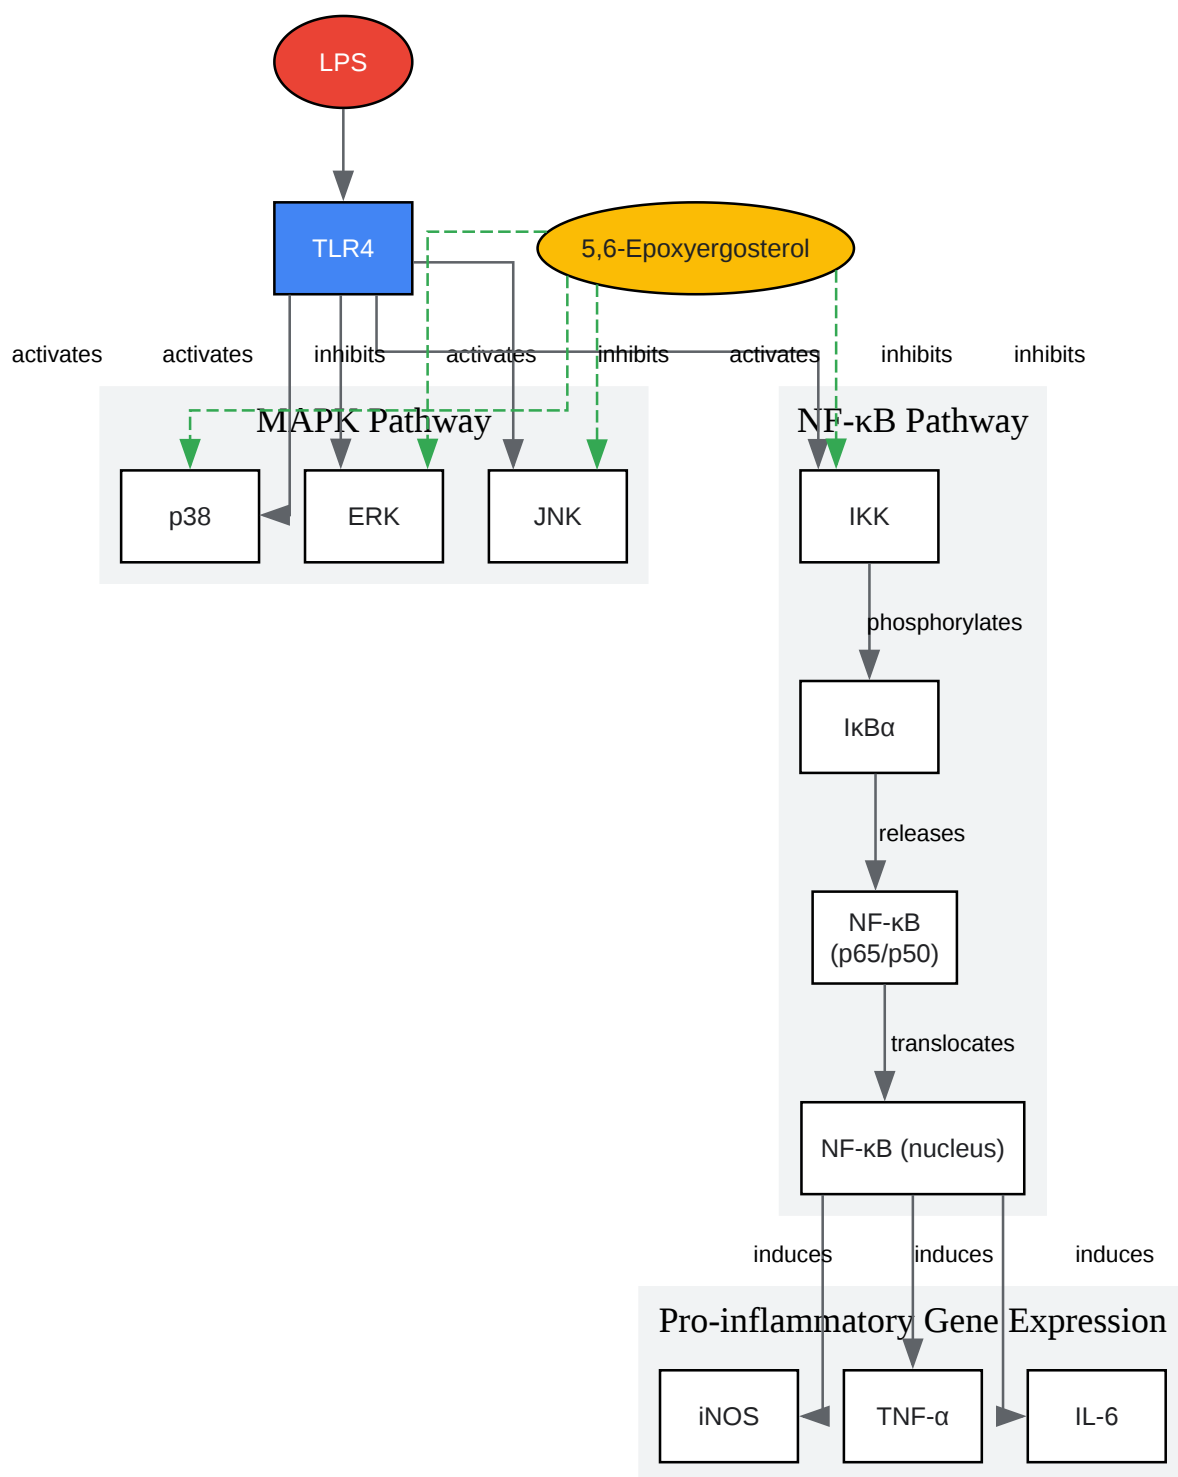 LPS
TLR4
5,6-Epoxyergosterol
activates
activates
inhibits
activates
inhibits
activates
inhibits
inhibits
MAPK Pathway
NF-κB Pathway
p38
ERK
JNK
IKK
phosphorylates
IκBα
releases
NF-κB
(p65/p50)
translocates
NF-κB (nucleus)
induces
induces
induces
Pro-inflammatory Gene Expression
iNOS
TNF-α
IL-6